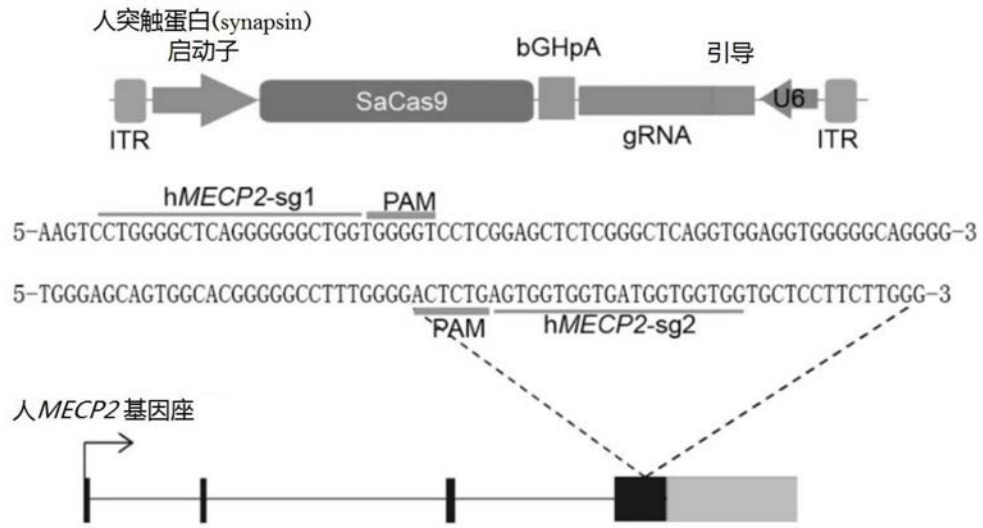 人突触蛋白(synapsin)
启动子
bGHpA
引导
SaCas9
U6
ITR
gRNA
ITR
hMECP2-sg1
PAM
5-AAGTCCTGGGGCTCAGGGGGGCTGGTGGGGTCCTCGGAGCTCTCGGGCTCAGGTGGAGGTGGGGGCAGGGG-3
5-TGGGAGCAGTGGCACGGGGGCCTTTGGGGACTCTGAGTGGTGGTGATGGTGGTGGTGCTCCTTCTTGGG-3
PAM
hMECP2-sg2
人MECP2 基因座